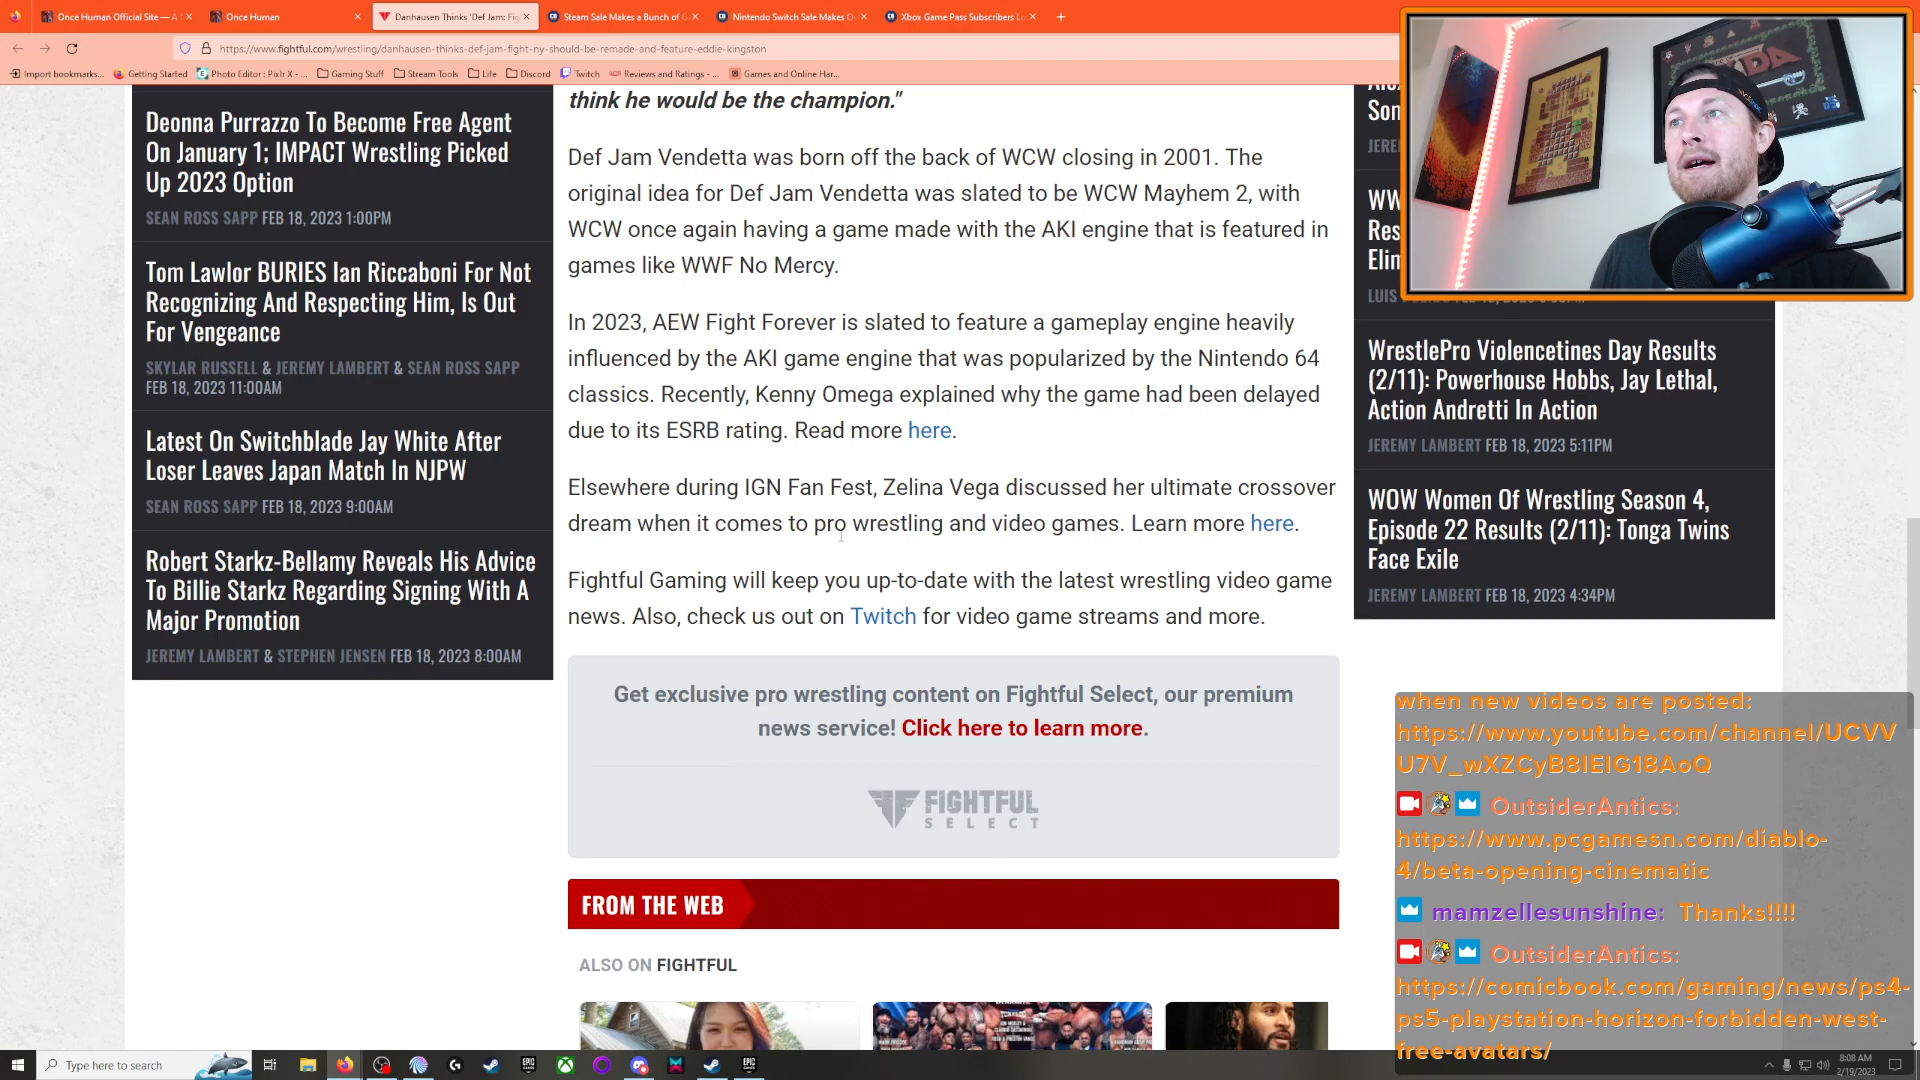 Once Human Official Site — A
Once Human
Danhausen Thinks 'Def Jam: Fig
Steam Sale Makes a Bunch of G
Nintendo Switch Sale Makes O
Xbox Game Pass Subscribers Lo
https://www.fightful.com/wrestling/danhausen-thinks-def-jam-fight-ny-should-be-remade-and-feature-eddie-kingston
Import bookmarks...
Getting Started
Photo Editor : Pixlr X - ...
Gaming Stuff
Stream Tools
Life
Discord
Twitch
Reviews and Ratings - ...
Games and Online Har...
Deonna Purrazzo To Become Free Agent
On January 1; IMPACT Wrestling Picked
Up 2023 Option
SEAN ROSS SAPP FEB 18, 2023 1:00PM
Tom Lawlor BURIES Ian Riccaboni For Not
Recognizing And Respecting Him, Is Out
For Vengeance
SKYLAR RUSSELL & JEREMY LAMBERT & SEAN ROSS SAPP
FEB 18, 2023 11:00AM
Latest On Switchblade Jay White After
Loser Leaves Japan Match In NJPW
SEAN ROSS SAPP FEB 18, 2023 9:00AM
Robert Starkz-Bellamy Reveals His Advice
To Billie Starkz Regarding Signing With A
Major Promotion
JEREMY LAMBERT & STEPHEN JENSEN FEB 18, 2023 8:00AM
think he would be the champion."
Def Jam Vendetta was born off the back of WCW closing in 2001. The
original idea for Def Jam Vendetta was slated to be WCW Mayhem 2, with
WCW once again having a game made with the AKI engine that is featured in
games like WWF No Mercy.
In 2023, AEW Fight Forever is slated to feature a gameplay engine heavily
influenced by the AKI game engine that was popularized by the Nintendo 64
classics. Recently, Kenny Omega explained why the game had been delayed
due to its ESRB rating. Read more here.
Elsewhere during IGN Fan Fest, Zelina Vega discussed her ultimate crossover
dream when it comes to pro wrestling and video games. Learn more here.
Fightful Gaming will keep you up-to-date with the latest wrestling video game
news. Also, check us out on Twitch for video game streams and more.
Get exclusive pro wrestling content on Fightful Select, our premium
news service! Click here to learn more.
FIGHTFUL
SELECT
FROM THE WEB
ALSO ON FIGHTFUL
Son
JERE
WW
Res
Elin
LUIS
WrestlePro Violencetines Day Results
(2/11): Powerhouse Hobbs, Jay Lethal,
Action Andretti In Action
JEREMY LAMBERT FEB 18, 2023 5:11PM
WOW Women Of Wrestling Season 4,
Episode 22 Results (2/11): Tonga Twins
Face Exile
JEREMY LAMBERT FEB 18, 2023 4:34PM
when new videos are posted:
https://www.youtube.com/channel/UCVV
U7V_wXZCyB8IEIG18AoQ
OutsiderAntics:
https://www.pcgamesn.com/diablo-
4/beta-opening-cinematic
mamzellesunshine: Thanks!!!!
OutsiderAntics:
https://comicbook.com/gaming/news/ps4-
ps5-playstation-horizon-forbidden-west-
free-avatars/
Type here to search
8:08 AM
2/19/2023